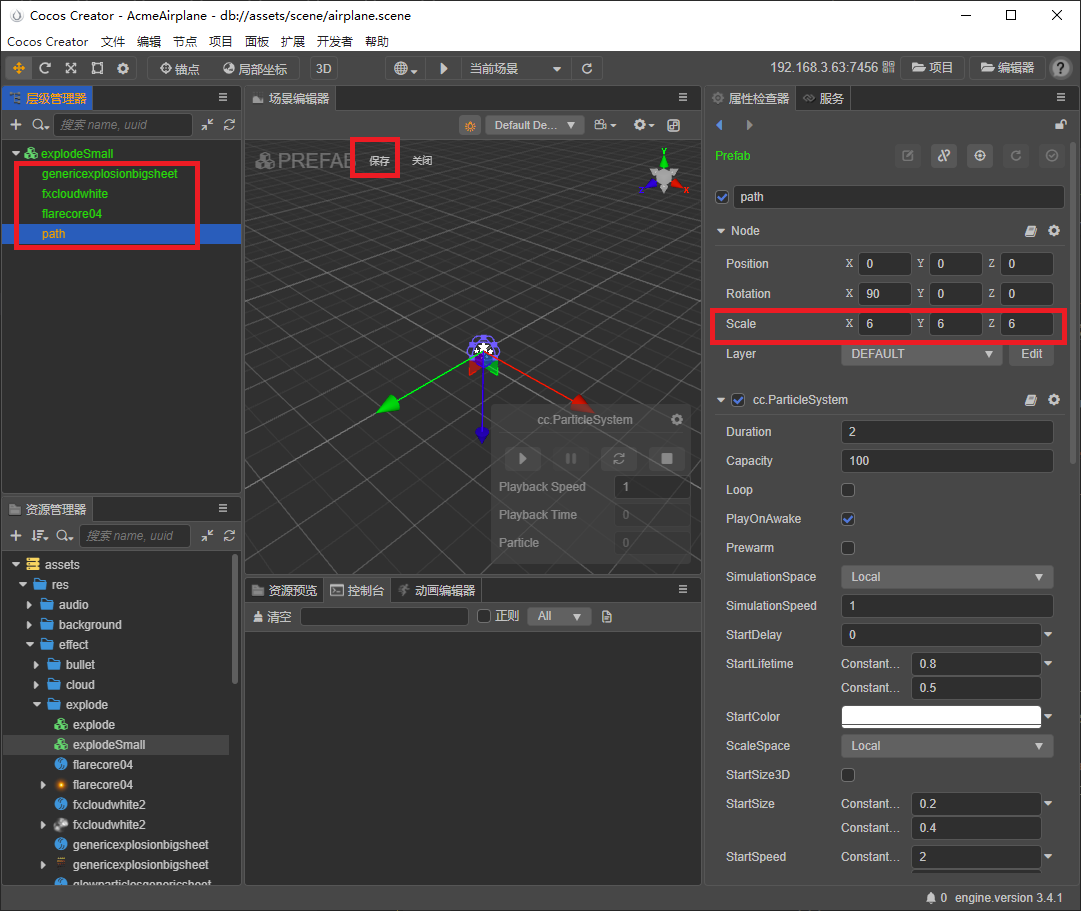 Cocos Creator - AcmeAirplane - db://assets/scene/airplane.scene
Cocos Creator 文件 编辑 节点 项目 面板 扩展 开发者 帮助
锚点 局部坐标 3D 当前场景 192.168.3.63:7456 项目 编辑器 ?
层级管理器
搜索 name, uuid
explodeSmall
genericexplosionbigsheet
fxcloudwhite
flarecore04
path
资源管理器
搜索 name, uuid
assets
res
audio
background
effect
bullet
cloud
explode
explode
explodeSmall
flarecore04
flarecore04
fxcloudwhite2
fxcloudwhite2
genericexplosionbigsheet
genericexplosionbigsheet
glowparticlesgenericsheet
场景编辑器
Default De...
PREFAB 保存 关闭
Y
X
cc.ParticleSystem
Playback Speed 1
Playback Time 0
Particle 0
资源预览 控制台 动画编辑器
清空 正则 All
属性检查器 服务
Prefab
path
Node
Position X 0 Y 0 Z 0
Rotation X 90 Y 0 Z 0
Scale X 6 Y 6 Z 6
Layer DEFAULT Edit
cc.ParticleSystem
Duration 2
Capacity 100
Loop
PlayOnAwake
Prewarm
SimulationSpace Local
SimulationSpeed 1
StartDelay 0
StartLifetime Constant... 0.8
Constant... 0.5
StartColor
ScaleSpace Local
StartSize3D
StartSize Constant... 0.2
Constant... 0.4
StartSpeed Constant... 2
0 engine.version 3.4.1